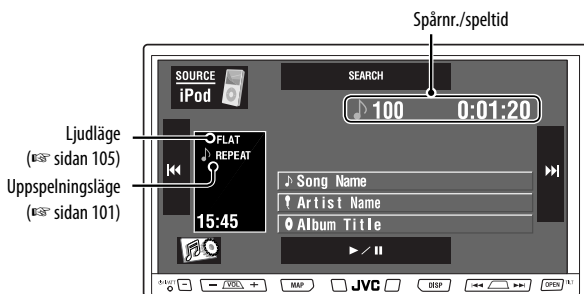 Spårnr./speltid
SOURCE
iPod
SEARCH
100 0:01:20
Ljudläge
(☞ sidan 105)
FLAT
REPEAT
Uppspelningsläge
(☞ sidan 101)
Song Name
Artist Name
Album Title
15:45
VOL
MAP
JVC
DISP
OPEN
TILT